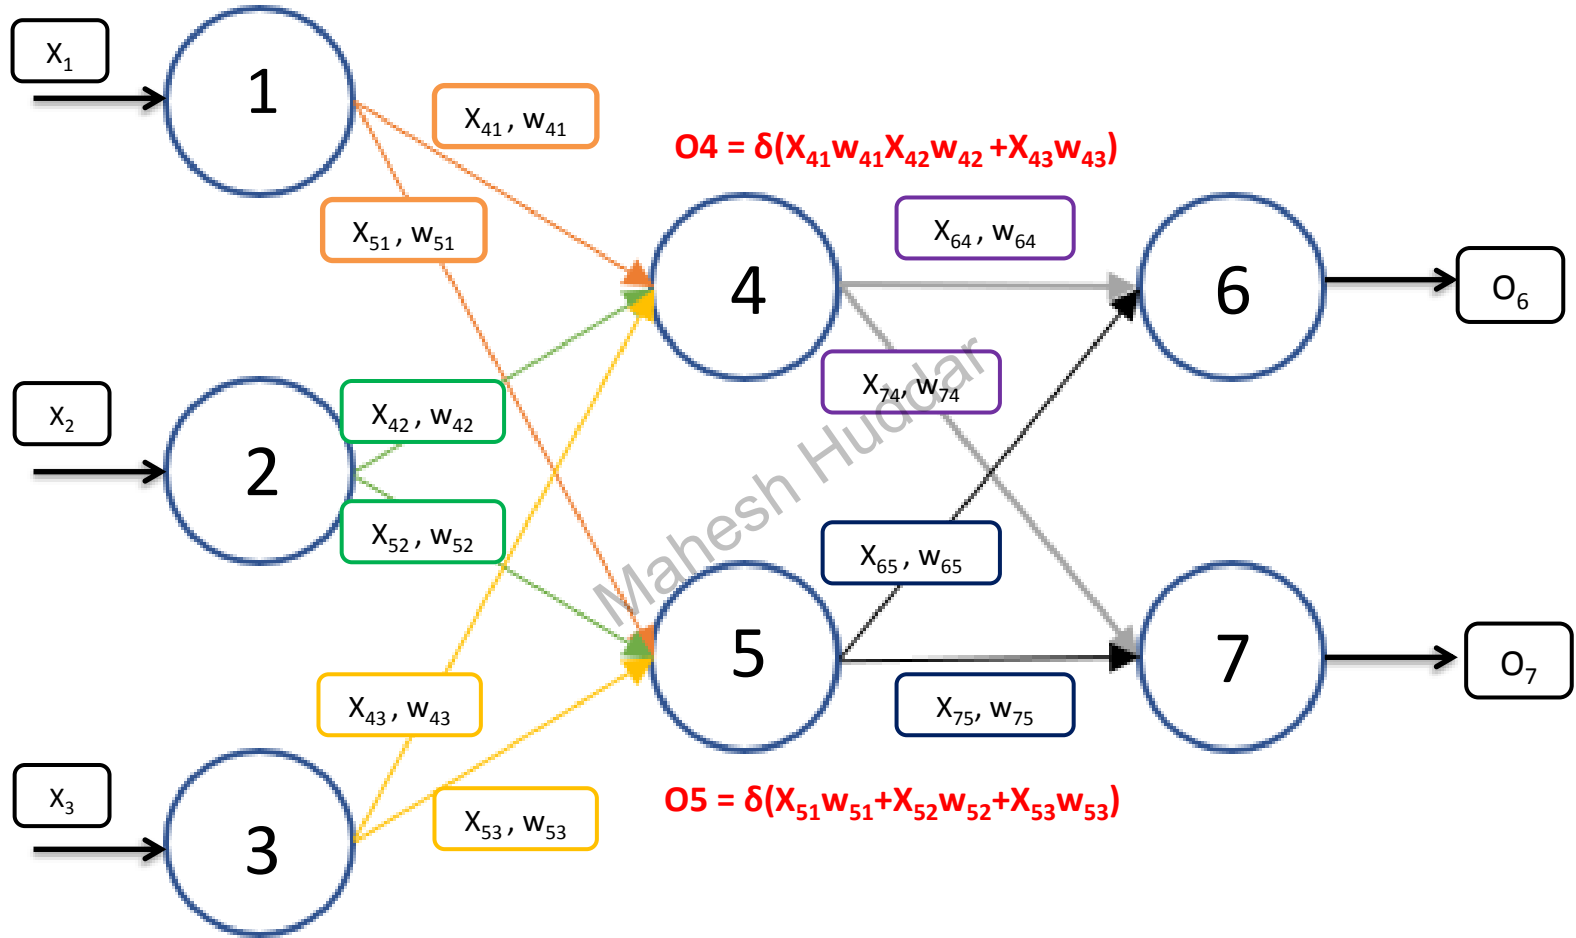 X₁
1
X₄₁ , w₄₁
O4 = δ(X₄₁w₄₁X₄₂w₄₂ +X₄₃w₄₃)
X₅₁ , w₅₁
X₆₄ , w₆₄
4
6
O₆
X₇₄, w₇₄
X₂
2
X₄₂ , w₄₂
X₅₂ , w₅₂
Mahesh Huddar
X₆₅ , w₆₅
5
7
O₇
X₄₃ , w₄₃
X₇₅, w₇₅
X₃
3
X₅₃ , w₅₃
O5 = δ(X₅₁w₅₁+X₅₂w₅₂+X₅₃w₅₃)